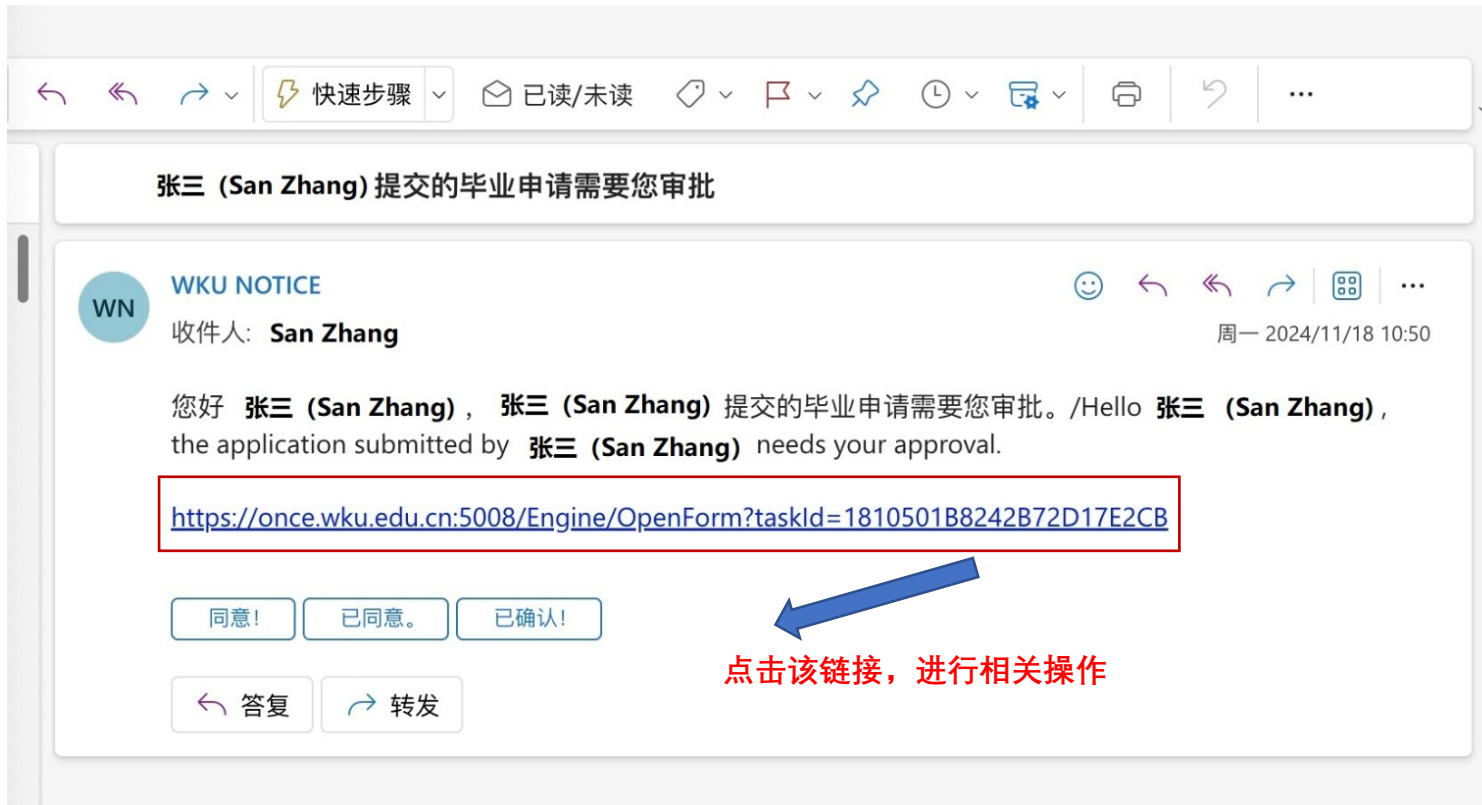 快速步骤 已读/未读
张三 (San Zhang) 提交的毕业申请需要您审批
WKU NOTICE
WN
收件人: San Zhang
周一 2024/11/18 10:50
您好 张三 (San Zhang) , 张三 (San Zhang) 提交的毕业申请需要您审批。/Hello 张三 (San Zhang) ,
the application submitted by 张三 (San Zhang) needs your approval.
https://once.wku.edu.cn:5008/Engine/OpenForm?taskId=1810501B8242B72D17E2CB
同意! 已同意。 已确认!
点击该链接，进行相关操作
答复 转发